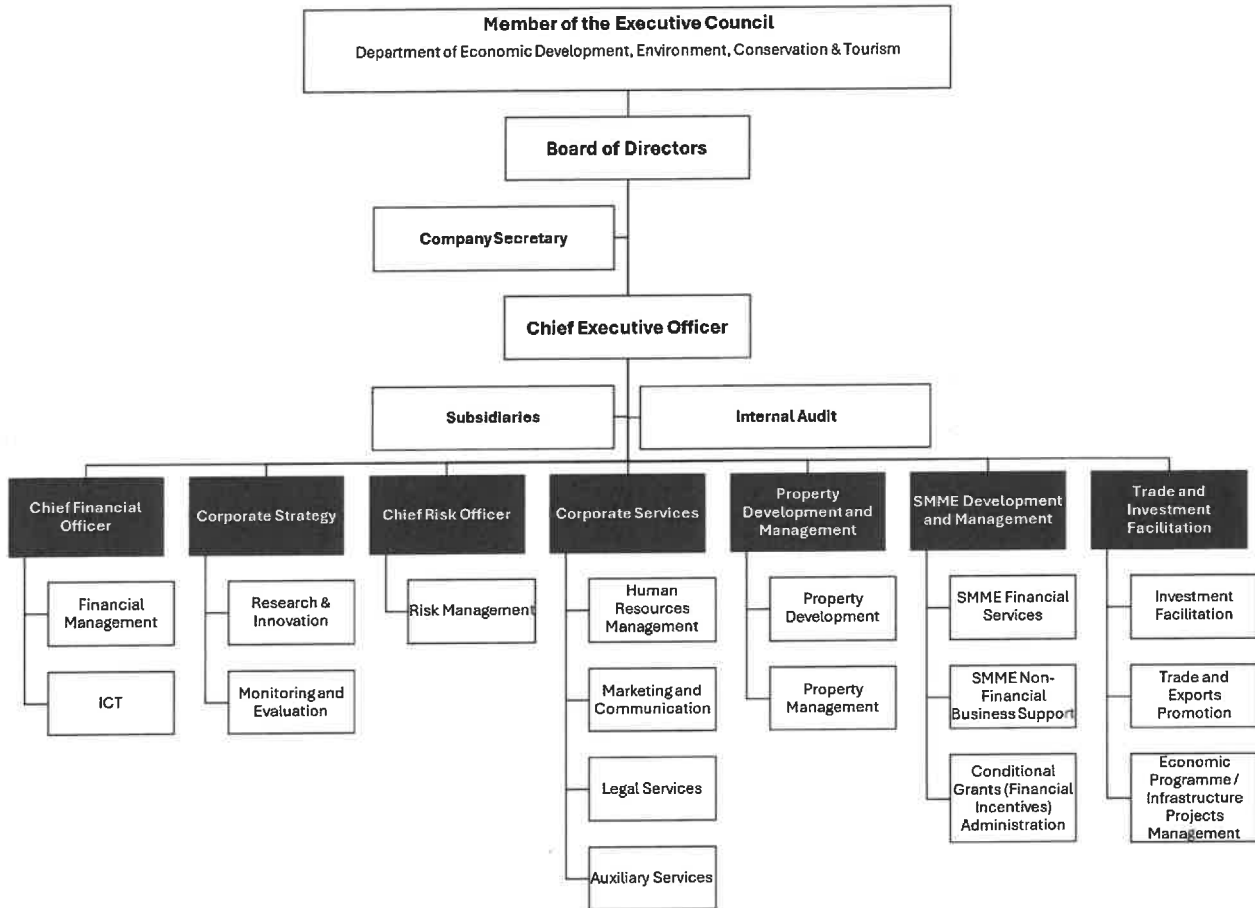 Member of the Executive Council
Department of Economic Development, Environment, Conservation & Tourism
Board of Directors
Company Secretary
Chief Executive Officer
Subsidiaries
Internal Audit
Chief Financial
Officer
Corporate Strategy
Chief Risk Officer
Corporate Services
Property
Development and
Management
SMME Development
and Management
Trade and
Investment
Facilitation
Financial
Management
ICT
Research &
Innovation
Monitoring and
Evaluation
Risk Management
Human
Resources
Management
Marketing and
Communication
Legal Services
Auxiliary Services
Property
Development
Property
Management
SMME Financial
Services
SMME Non-
Financial
Business Support
Conditional
Grants (Financial
Incentives)
Administration
Investment
Facilitation
Trade and
Exports
Promotion
Economic
Programme /
Infrastructure
Projects
Management